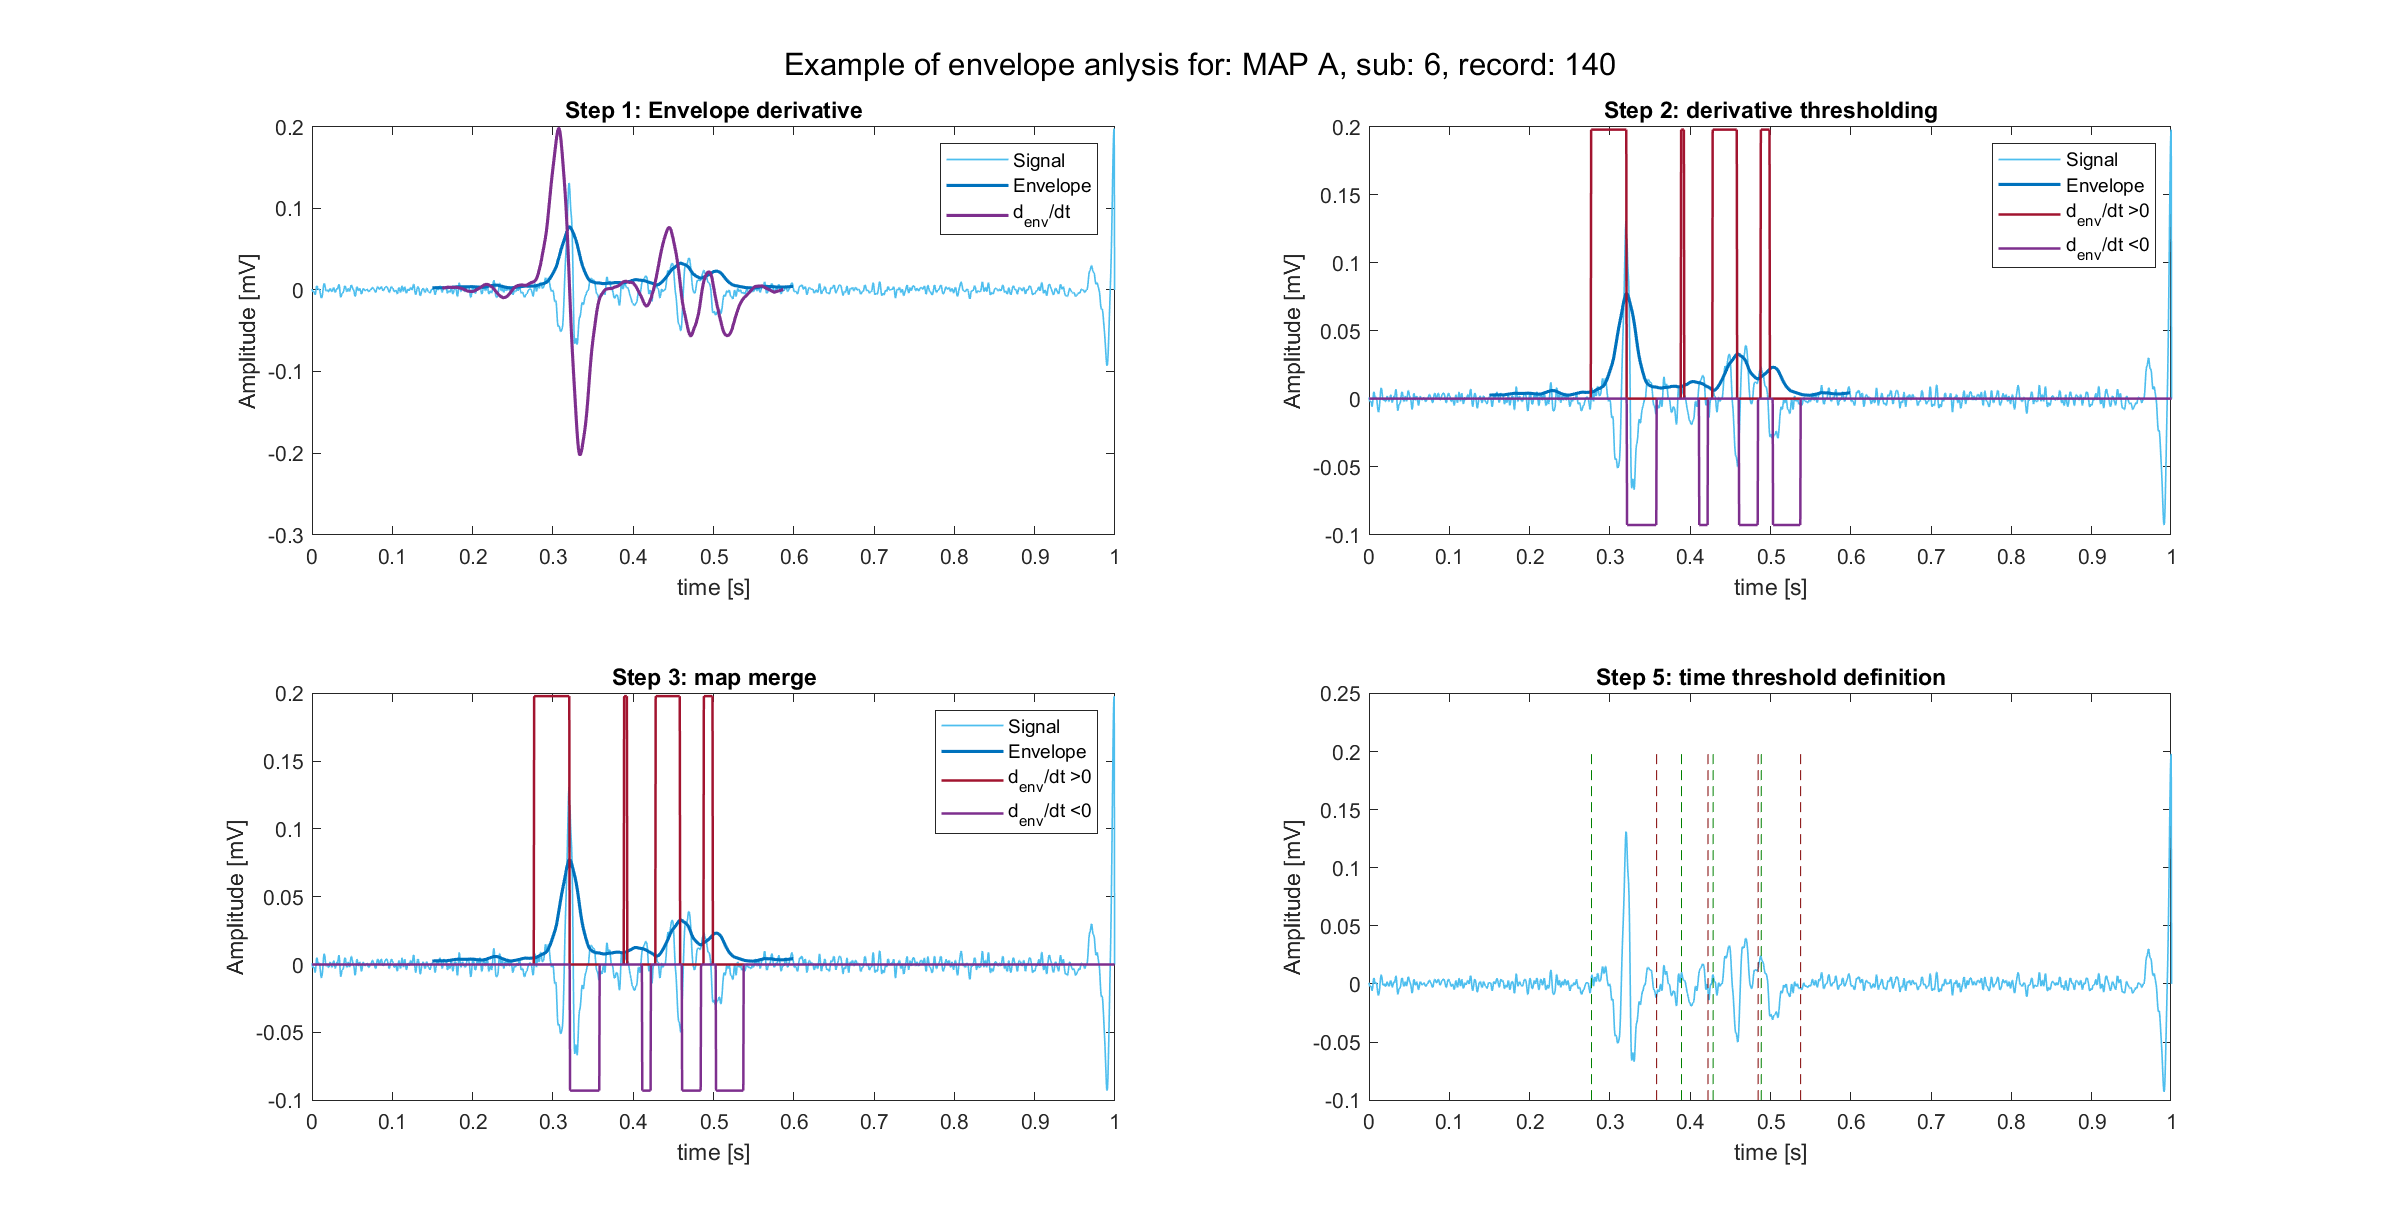 Example of envelope anlysis for: MAP A, sub: 6, record: 140
Step 1: Envelope derivative
0.2
0.1
0
-0.1
-0.2
-0.3
Amplitude [mV]
0 0.1 0.2 0.3 0.4 0.5 0.6 0.7 0.8 0.9 1
time [s]
Signal
Envelope
d_env/dt
Step 2: derivative thresholding
0.2
0.15
0.1
0.05
0
-0.05
-0.1
Amplitude [mV]
0 0.1 0.2 0.3 0.4 0.5 0.6 0.7 0.8 0.9 1
time [s]
Signal
Envelope
d_env/dt >0
d_env/dt <0
Step 3: map merge
0.2
0.15
0.1
0.05
0
-0.05
-0.1
Amplitude [mV]
0 0.1 0.2 0.3 0.4 0.5 0.6 0.7 0.8 0.9 1
time [s]
Signal
Envelope
d_env/dt >0
d_env/dt <0
Step 5: time threshold definition
0.25
0.2
0.15
0.1
0.05
0
-0.05
-0.1
Amplitude [mV]
0 0.1 0.2 0.3 0.4 0.5 0.6 0.7 0.8 0.9 1
time [s]